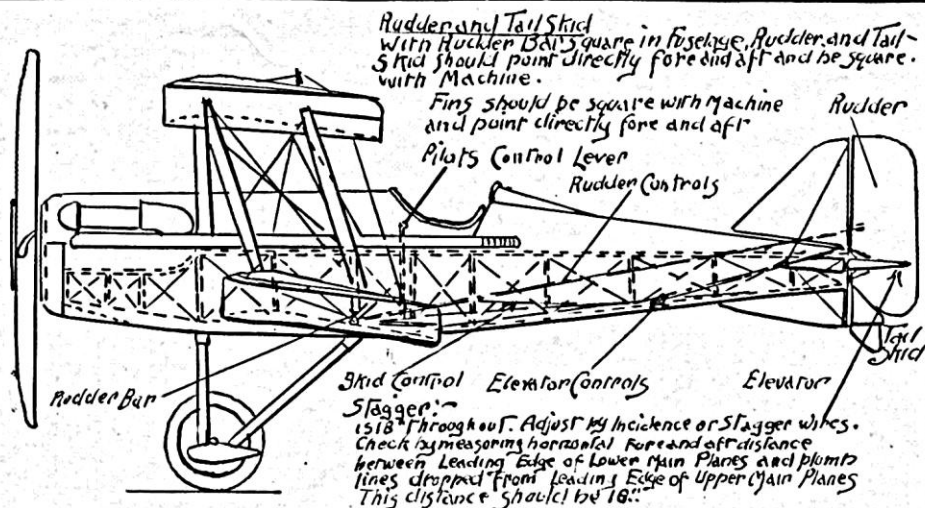 Rudder and Tail Skid
With Rudder Bar Square in Fuselage, Rudder, and Tail-
Skid should point directly fore and aft and be square.
with Machine.
Fins should be square with Machine
and point directly fore and aft
Rudder
Pilots Control Lever
Rudder Controls
Tail
Skid
Rudder Bar
Skid Control
Elevator Controls
Elevator
Stagger:-
is 18" Throughout. Adjust by Incidence or Stagger wires.
Check by measuring horizontal Fore and aft distance
between Leading Edge of Lower Main Planes and plumb
lines dropped from Leading Edge of Upper Main Planes
This distance should be 18".